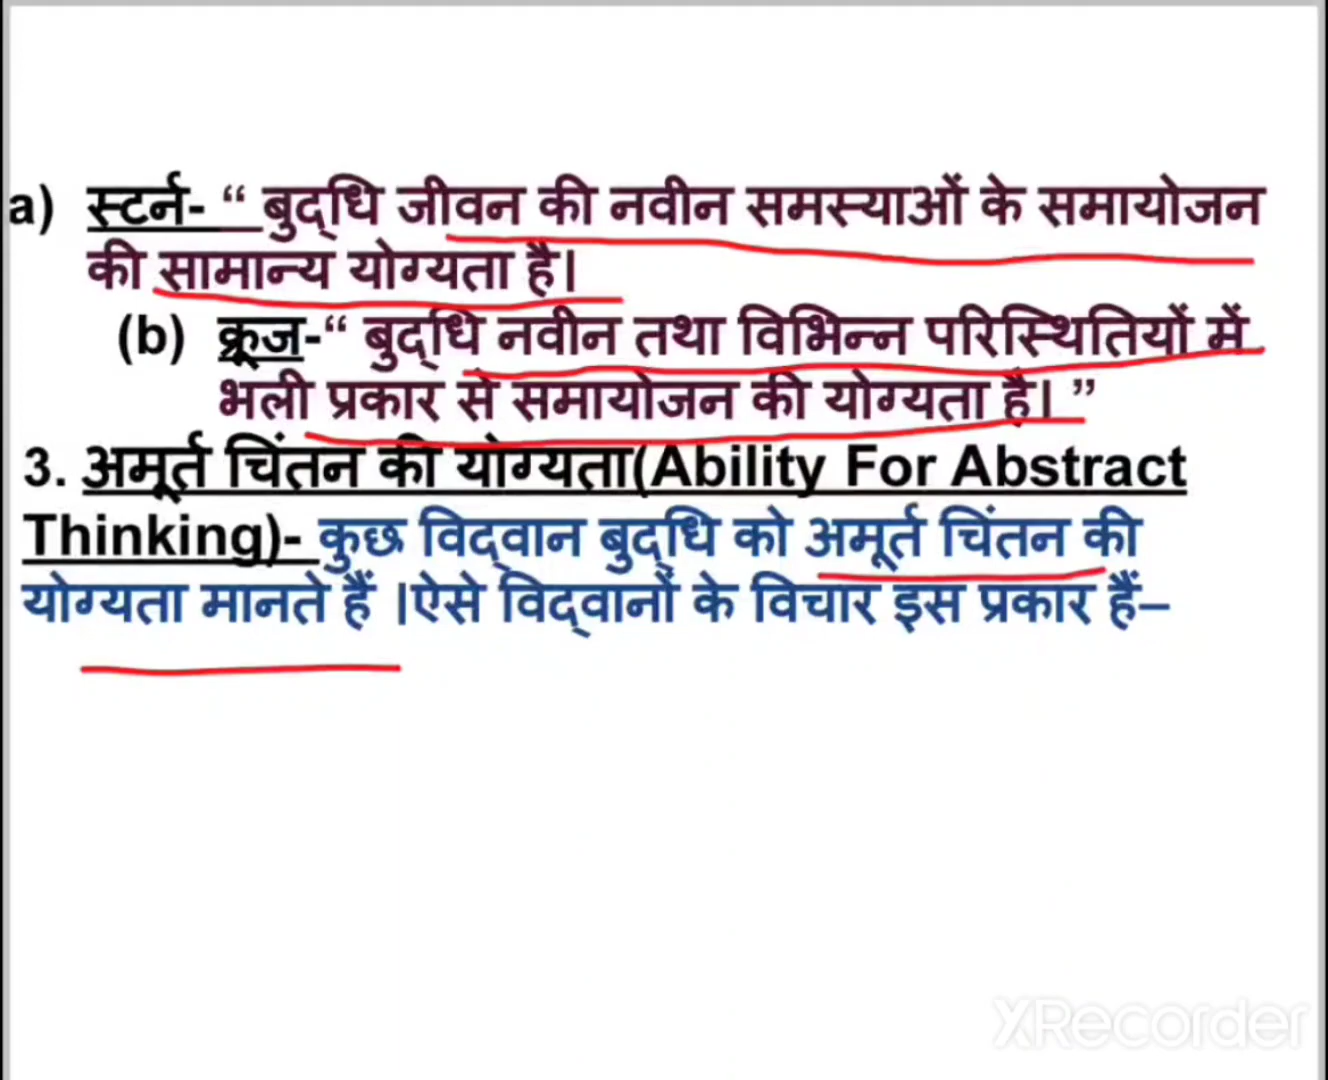 a) स्टर्न- “ बुद्धि जीवन की नवीन समस्याओं के समायोजन
की सामान्य योग्यता है।
(b) क्रूज-“ बुद्धि नवीन तथा विभिन्न परिस्थितियों में
भली प्रकार से समायोजन की योग्यता है। ”
3. अमूर्त चिंतन की योग्यता(Ability For Abstract
Thinking)- कुछ विद्वान बुद्धि को अमूर्त चिंतन की
योग्यता मानते हैं ।ऐसे विद्वानों के विचार इस प्रकार हैं–
XRecorder